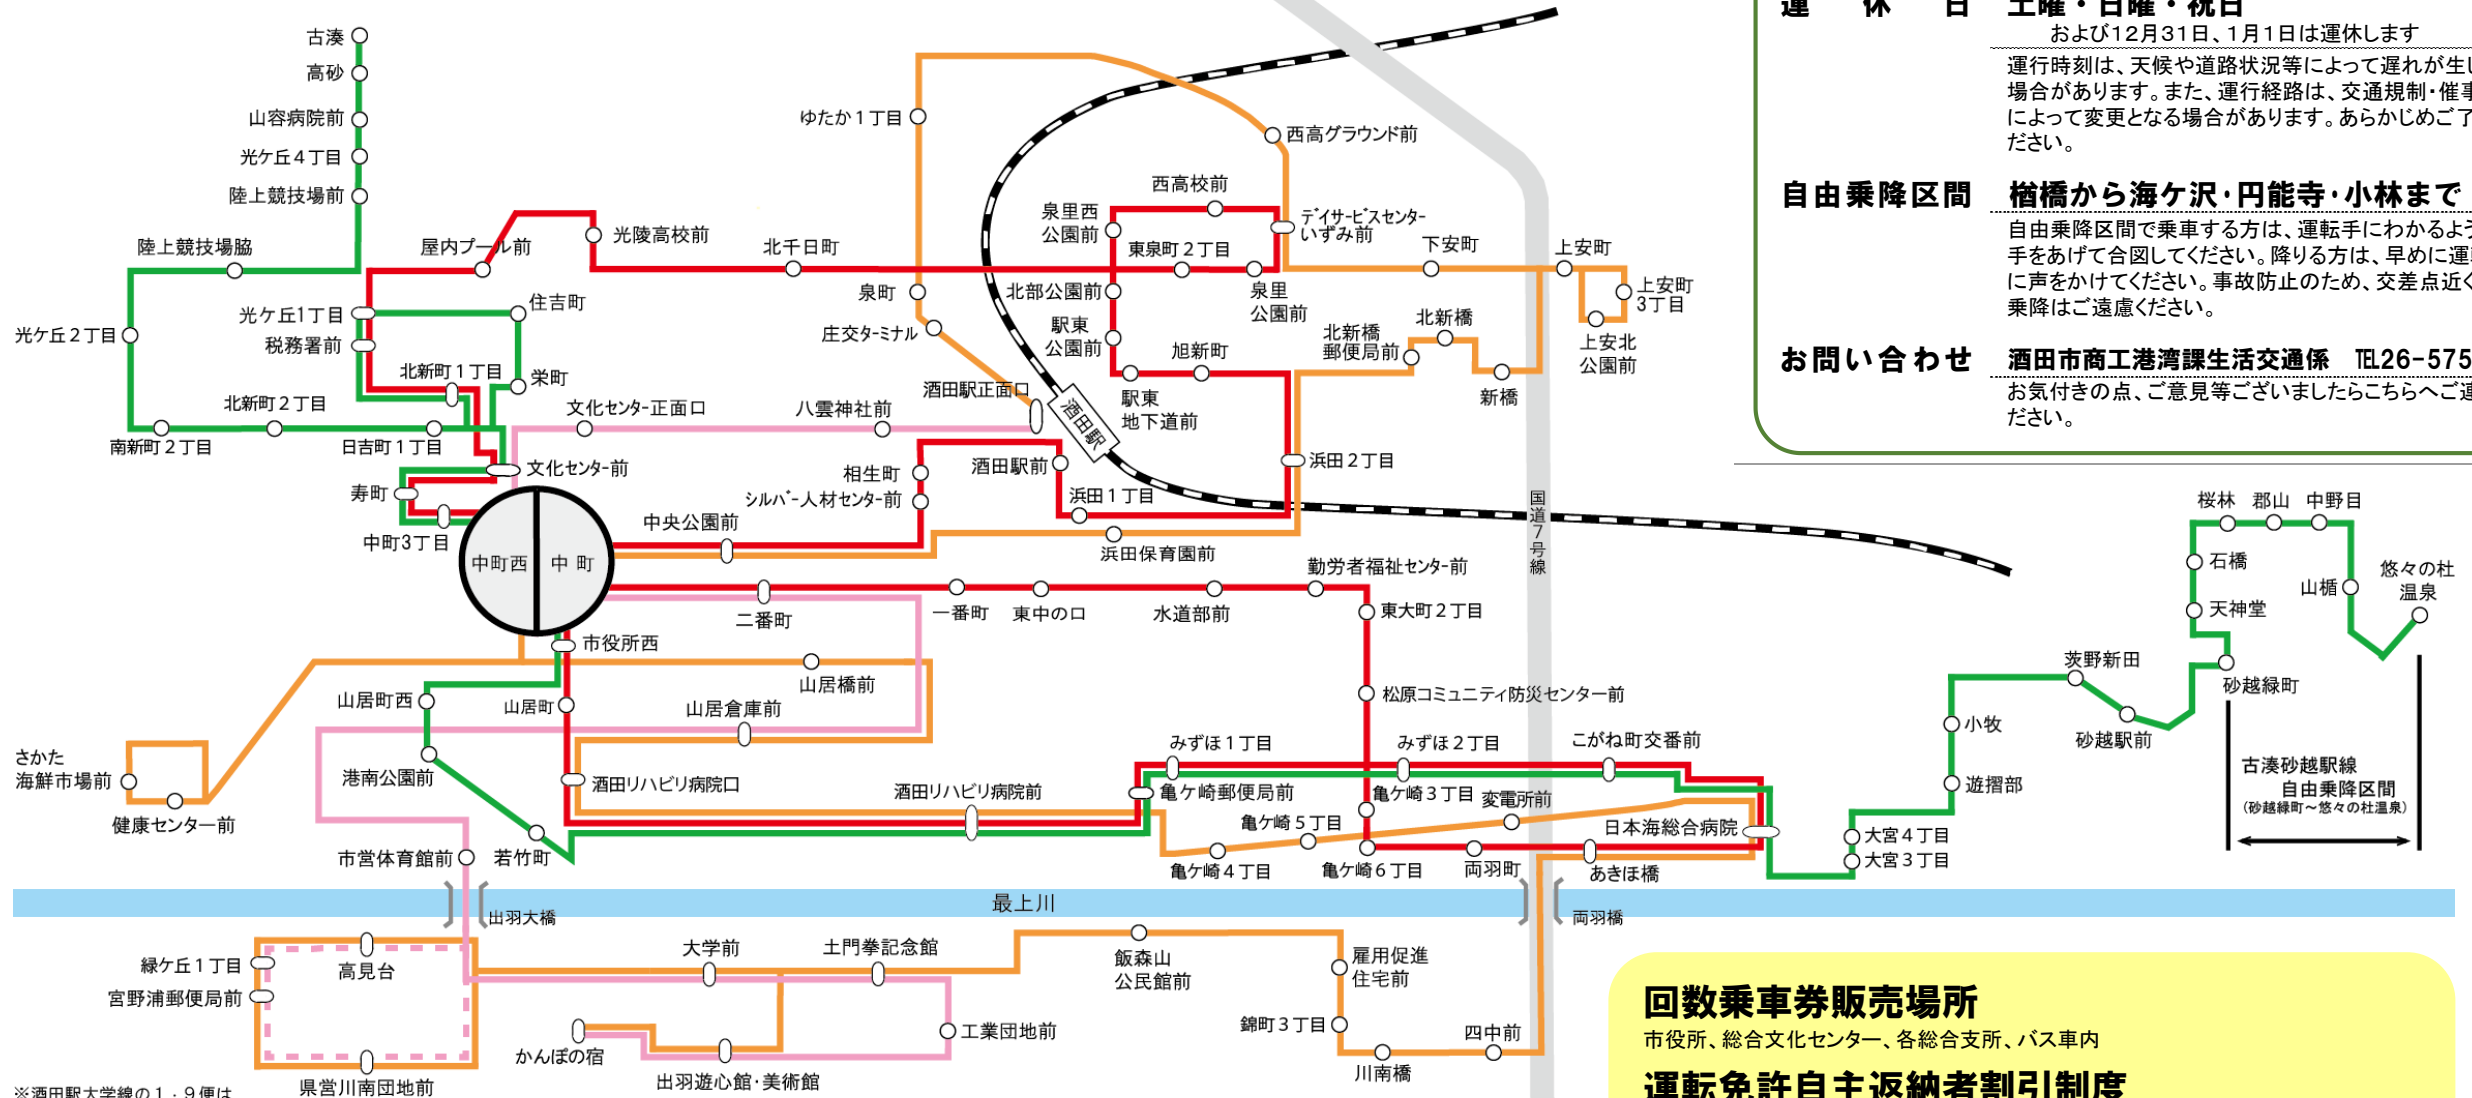 運　休　日　土曜・日曜・祝日
および12月31日、1月1日は運休します
運行時刻は、天候や道路状況等によって遅れが生じ
場合があります。また、運行経路は、交通規制・催事
によって変更となる場合があります。あらかじめご了
ださい。
自由乗降区間　楢橋から海ケ沢・円能寺・小林まで
自由乗降区間で乗車する方は、運転手にわかるよう
手をあげて合図してください。降りる方は、早めに運転
に声をかけてください。事故防止のため、交差点近く
乗降はご遠慮ください。
お問い合わせ　酒田市商工港湾課生活交通係　℡26-575
お気付きの点、ご意見等ございましたらこちらへご連
ださい。
古湊
高砂
山容病院前
光ケ丘4丁目
陸上競技場前
陸上競技場脇
光ケ丘2丁目
南新町2丁目
北新町2丁目
日吉町1丁目
屋内プール前
光陵高校前
北千日町
光ケ丘1丁目
税務署前
北新町1丁目
住吉町
栄町
文化センター正面口
八雲神社前
文化センター前
寿町
中町3丁目
中町西
中町
ゆたか1丁目
泉町
庄交ターミナル
酒田駅正面口
酒田駅
西高グラウンド前
西高校前
泉里西
公園前
デイサービスセンター
いずみ前
東泉町2丁目
泉里
公園前
北部公園前
駅東
公園前
駅東
地下道前
旭新町
下安町
上安町
上安町
3丁目
上安北
公園前
北新橋
北新橋
郵便局前
新橋
相生町
シルバー人材センター前
酒田駅前
浜田1丁目
浜田2丁目
中央公園前
浜田保育園前
国道7号線
二番町
一番町
東中の口
水道部前
勤労者福祉センター前
東大町2丁目
松原コミュニティ防災センター前
市役所西
山居橋前
山居町西
山居町
山居倉庫前
港南公園前
さかた
海鮮市場前
健康センター前
酒田リハビリ病院口
酒田リハビリ病院前
みずほ1丁目
みずほ2丁目
こがね町交番前
亀ケ崎郵便局前
亀ケ崎3丁目
変電所前
亀ケ崎5丁目
亀ケ崎4丁目
亀ケ崎6丁目
両羽町
あきほ橋
日本海総合病院
若竹町
市営体育館前
大宮4丁目
大宮3丁目
遊摺部
小牧
茨野新田
砂越駅前
砂越緑町
天神堂
石橋
桜林
郡山
中野目
山楯
悠々の杜
温泉
古湊砂越駅線
自由乗降区間
（砂越緑町～悠々の杜温泉）
最上川
出羽大橋
両羽橋
緑ケ丘1丁目
宮野浦郵便局前
高見台
県営川南団地前
大学前
土門拳記念館
かんぽの宿
出羽遊心館・美術館
工業団地前
飯森山
公民館前
雇用促進
住宅前
錦町3丁目
川南橋
四中前
※酒田駅大学線の1・9便は
回数乗車券販売場所
市役所、総合文化センター、各総合支所、バス車内
運転免許自主返納者割引制度